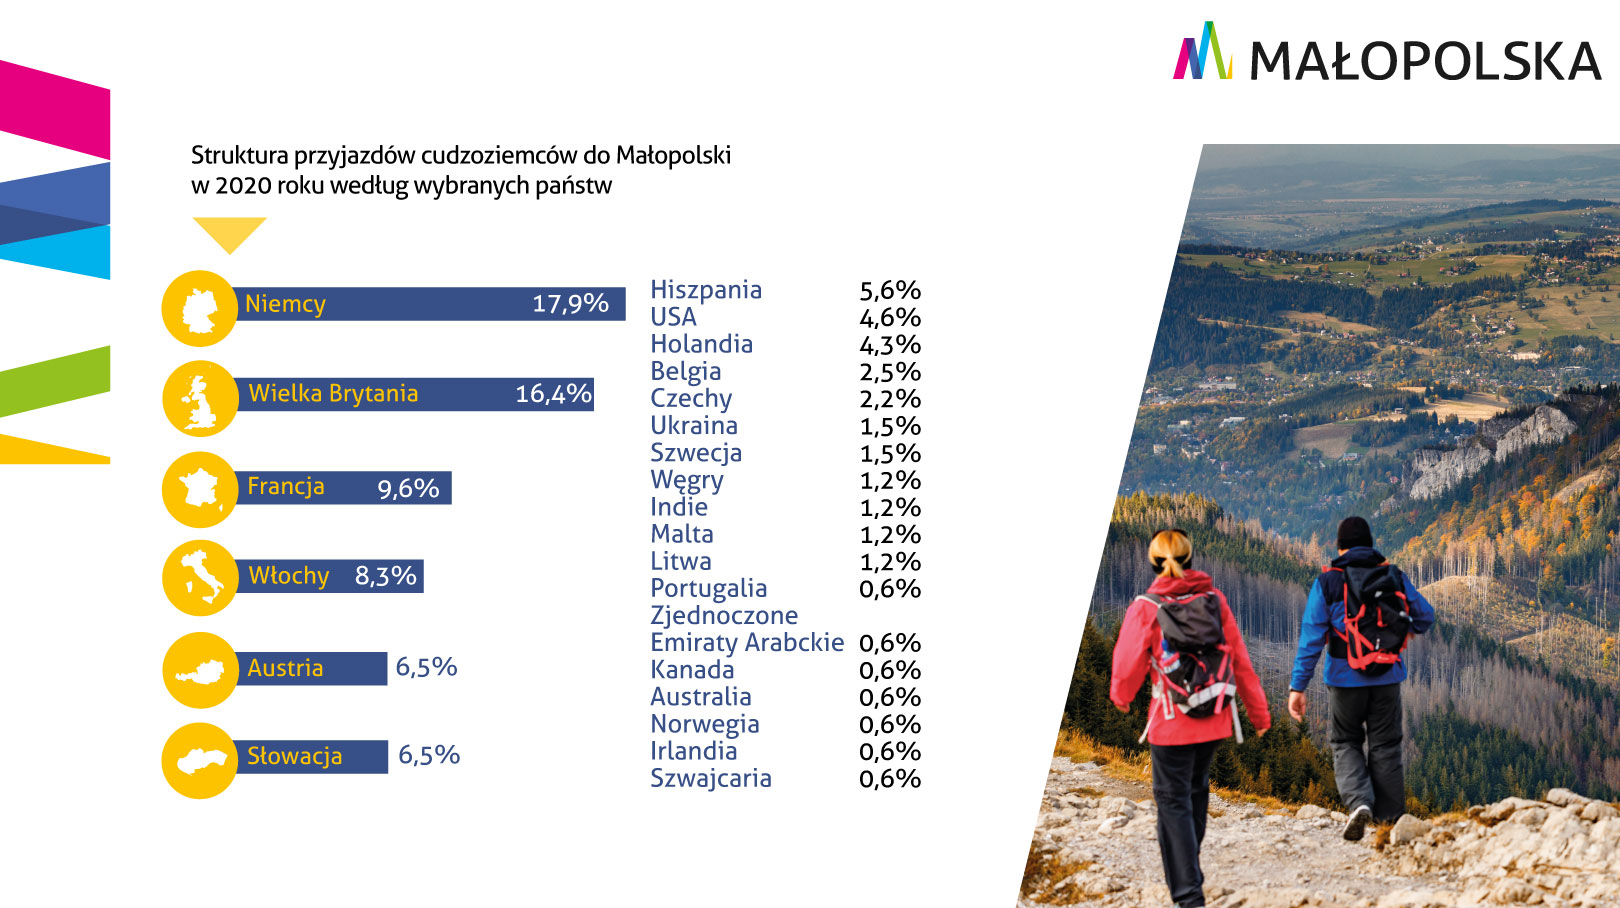 MAŁOPOLSKA
Struktura przyjazdów cudzoziemców do Małopolski
w 2020 roku według wybranych państw
Niemcy 17,9%
Wielka Brytania 16,4%
Francja 9,6%
Włochy 8,3%
Austria 6,5%
Słowacja 6,5%
Hiszpania 5,6%
USA 4,6%
Holandia 4,3%
Belgia 2,5%
Czechy 2,2%
Ukraina 1,5%
Szwecja 1,5%
Węgry 1,2%
Indie 1,2%
Malta 1,2%
Litwa 1,2%
Portugalia 0,6%
Zjednoczone
Emiraty Arabckie 0,6%
Kanada 0,6%
Australia 0,6%
Norwegia 0,6%
Irlandia 0,6%
Szwajcaria 0,6%